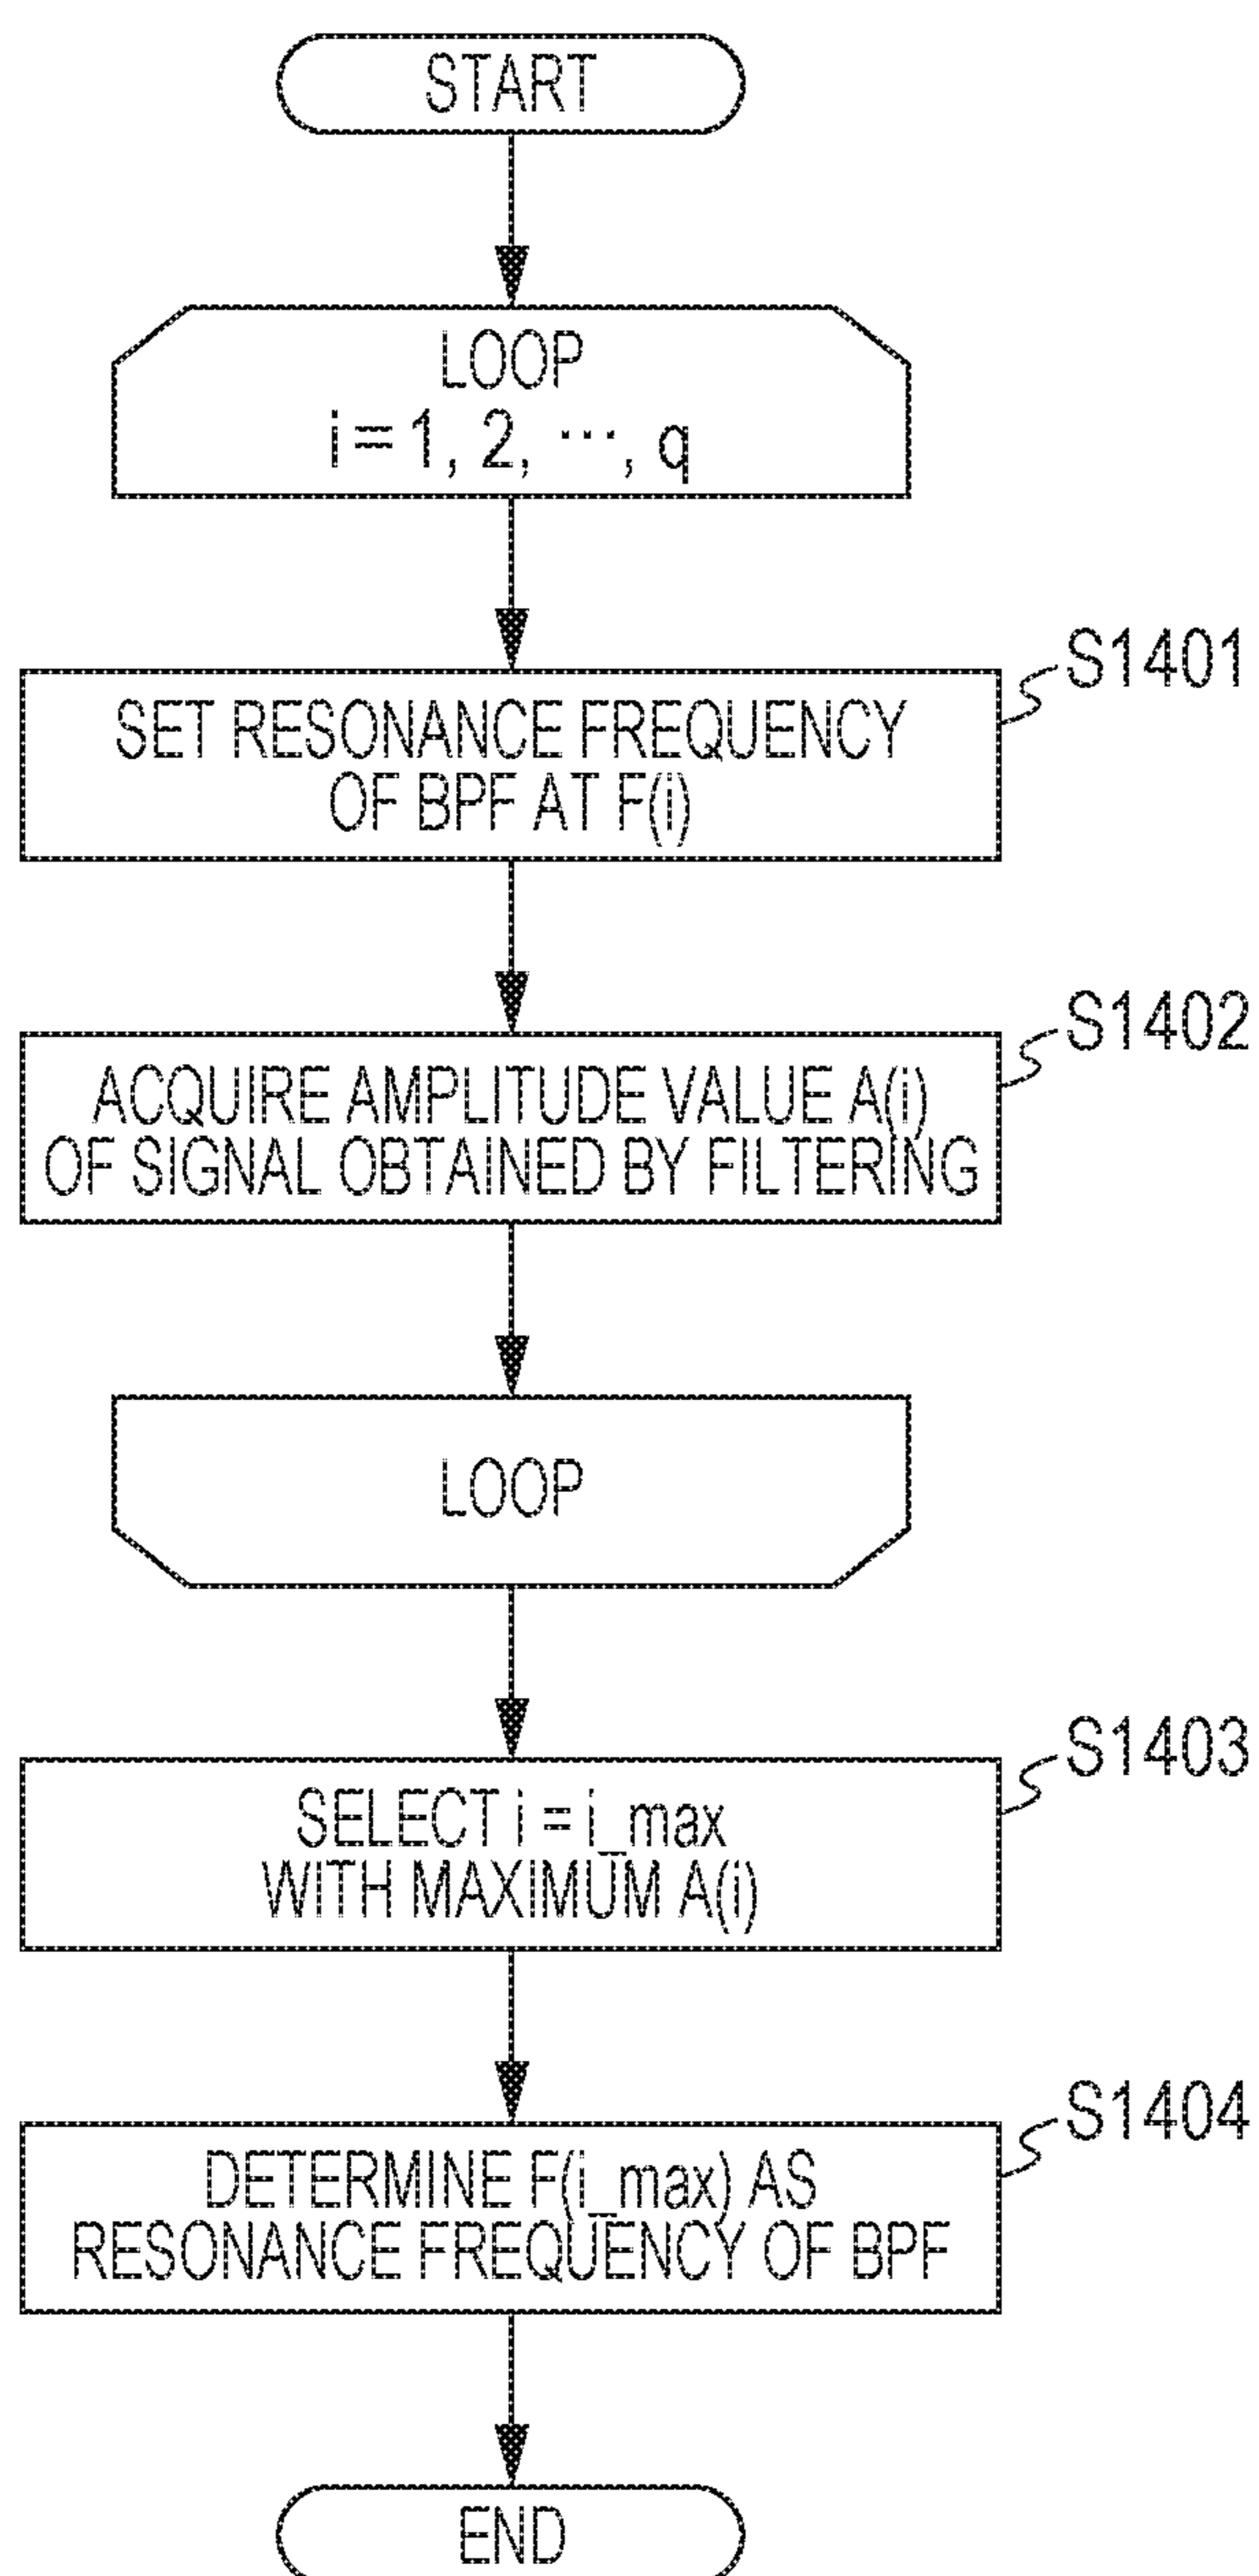 START
LOOP
i = 1, 2, ···, q
S1401
SET RESONANCE FREQUENCY
OF BPF AT F(i)
S1402
ACQUIRE AMPLITUDE VALUE A(i)
OF SIGNAL OBTAINED BY FILTERING
LOOP
S1403
SELECT i = i_max
WITH MAXIMUM A(i)
S1404
DETERMINE F(i_max) AS
RESONANCE FREQUENCY OF BPF
END